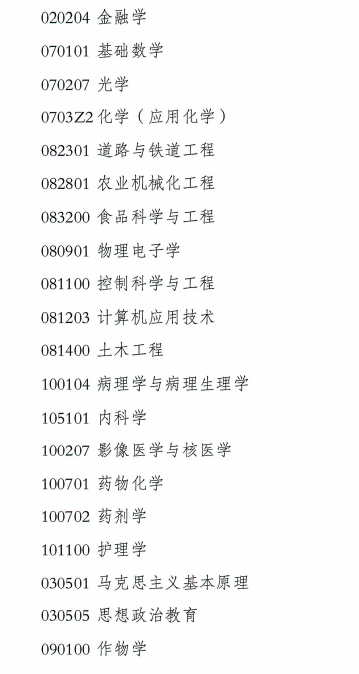 020204 金融学
070101 基础数学
070207 光学
0703Z2 化学（应用化学）
082301 道路与铁道工程
082801 农业机械化工程
083200 食品科学与工程
080901 物理电子学
081100 控制科学与工程
081203 计算机应用技术
081400 土木工程
100104 病理学与病理生理学
105101 内科学
100207 影像医学与核医学
100701 药物化学
100702 药剂学
101100 护理学
030501 马克思主义基本原理
030505 思想政治教育
090100 作物学